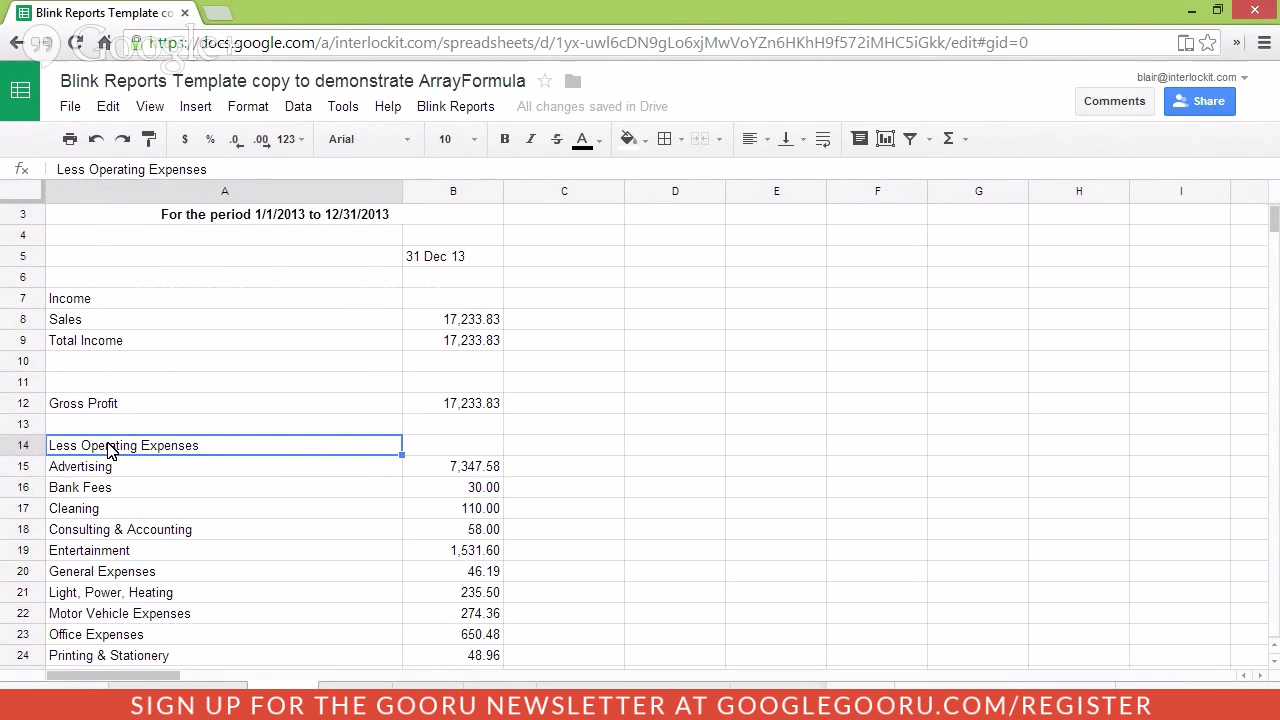 Blink Reports Template co
Google+
https://docs.google.com/a/interlockit.com/spreadsheets/d/1yx-uwl6cDN9gLo6xjMwVoYZn6HKhH9f572iMHC5iGkk/edit#gid=0
Blink Reports Template copy to demonstrate ArrayFormula
blair@interlockit.com
File Edit View Insert Format Data Tools Help Blink Reports All changes saved in Drive
Comments Share
$ % .0 .00 123 Arial 10 B I S A Σ
fx Less Operating Expenses
A B C D E F G H I
3 For the period 1/1/2013 to 12/31/2013
4
5 31 Dec 13
6
7 Income
8 Sales 17,233.83
9 Total Income 17,233.83
10
11
12 Gross Profit 17,233.83
13
14 Less Operating Expenses
15 Advertising 7,347.58
16 Bank Fees 30.00
17 Cleaning 110.00
18 Consulting & Accounting 58.00
19 Entertainment 1,531.60
20 General Expenses 46.19
21 Light, Power, Heating 235.50
22 Motor Vehicle Expenses 274.36
23 Office Expenses 650.48
24 Printing & Stationery 48.96
SIGN UP FOR THE GOORU NEWSLETTER AT GOOGLEGOORU.COM/REGISTER